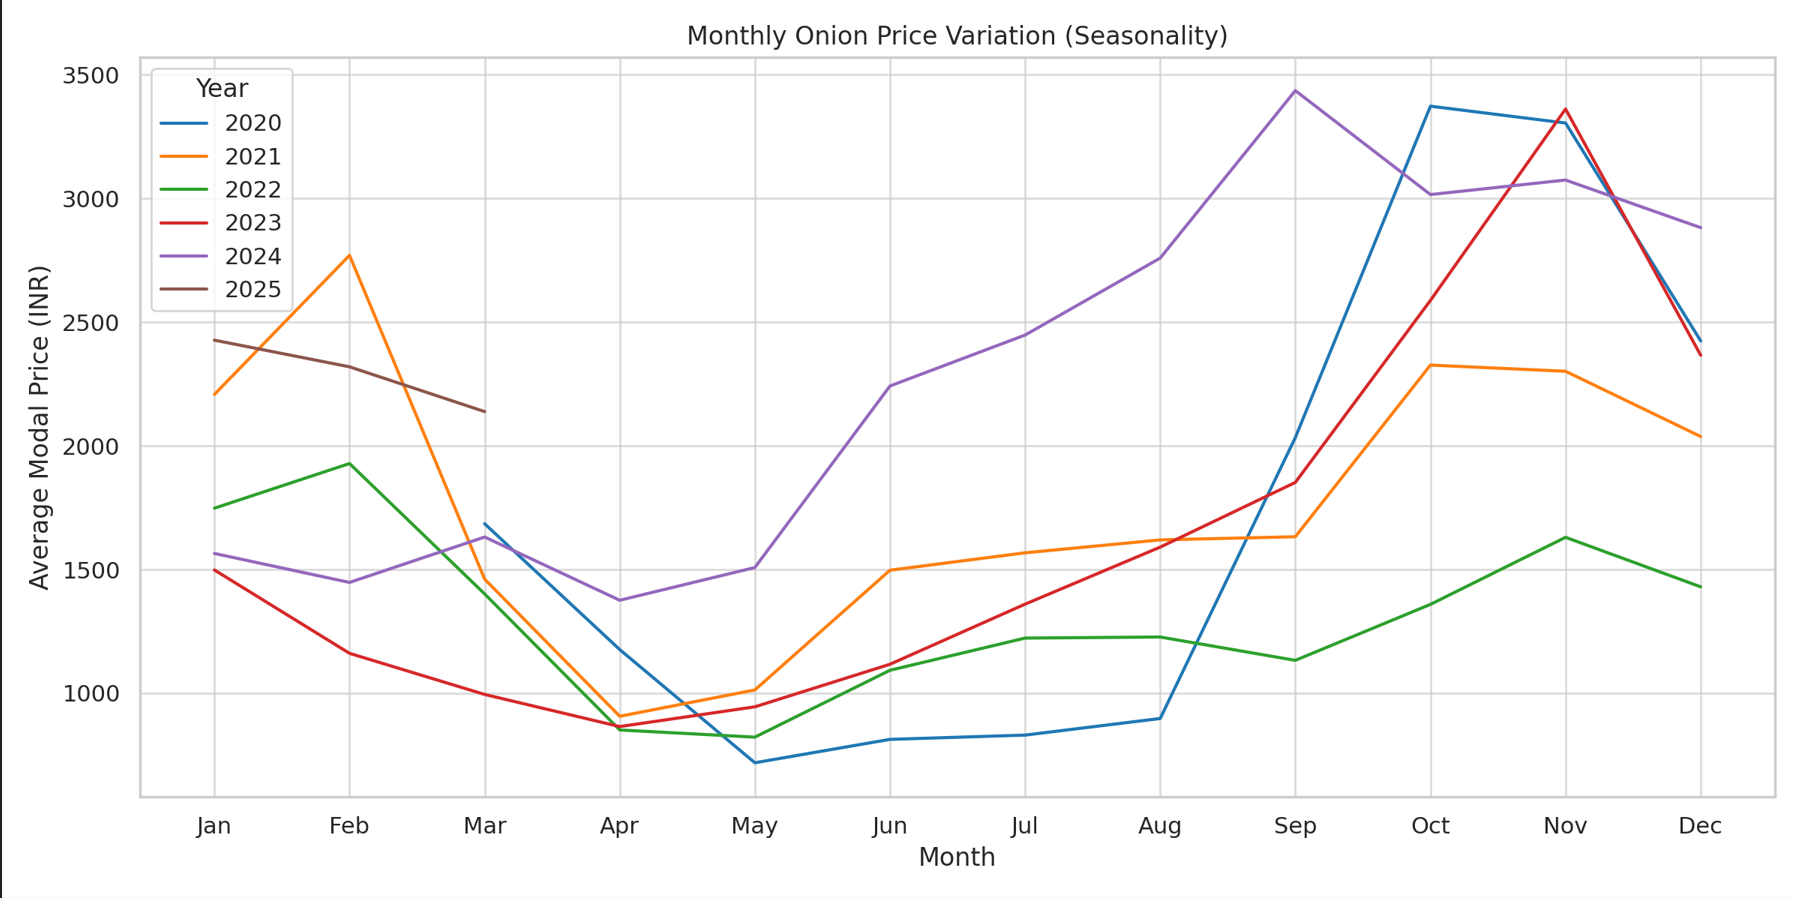 Monthly Onion Price Variation (Seasonality)
Year
2020
2021
2022
2023
2024
2025
3500
3000
2500
2000
1500
1000
Average Modal Price (INR)
Jan Feb Mar Apr May Jun Jul Aug Sep Oct Nov Dec
Month